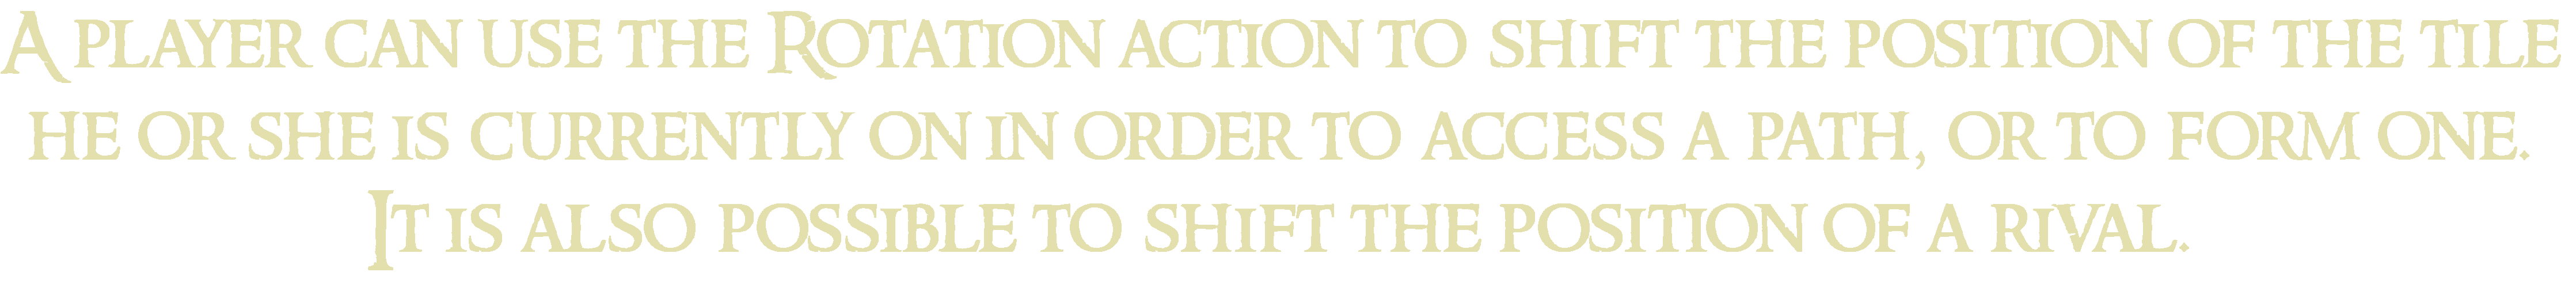 A player can use the Rotation action to shift the position of the tile
he or she is currently on in order to access a path, or to form one.
It is also possible to shift the position of a rival.